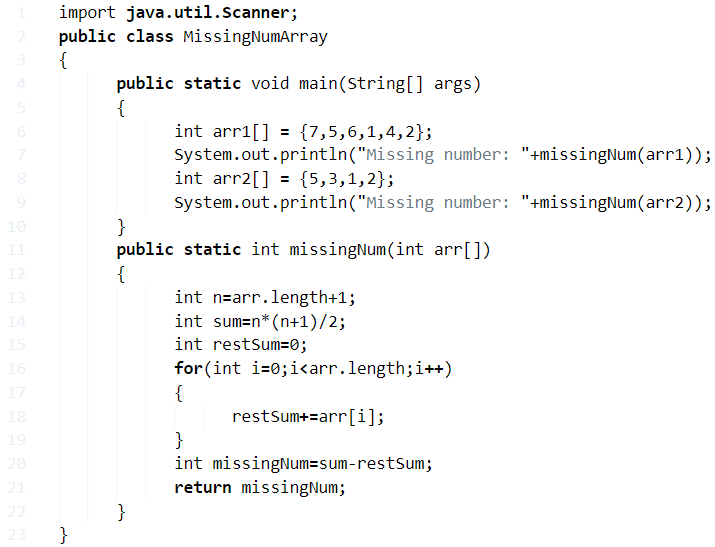 1 import java.util.Scanner;
2 public class MissingNumArray
3 {
4 public static void main(String[] args)
5 {
6 int arr1[] = {7,5,6,1,4,2};
7 System.out.println("Missing number: "+missingNum(arr1));
8 int arr2[] = {5,3,1,2};
9 System.out.println("Missing number: "+missingNum(arr2));
10 }
11 public static int missingNum(int arr[])
12 {
13 int n=arr.length+1;
14 int sum=n*(n+1)/2;
15 int restSum=0;
16 for(int i=0;i<arr.length;i++)
17 {
18 restSum+=arr[i];
19 }
20 int missingNum=sum-restSum;
21 return missingNum;
22 }
23 }